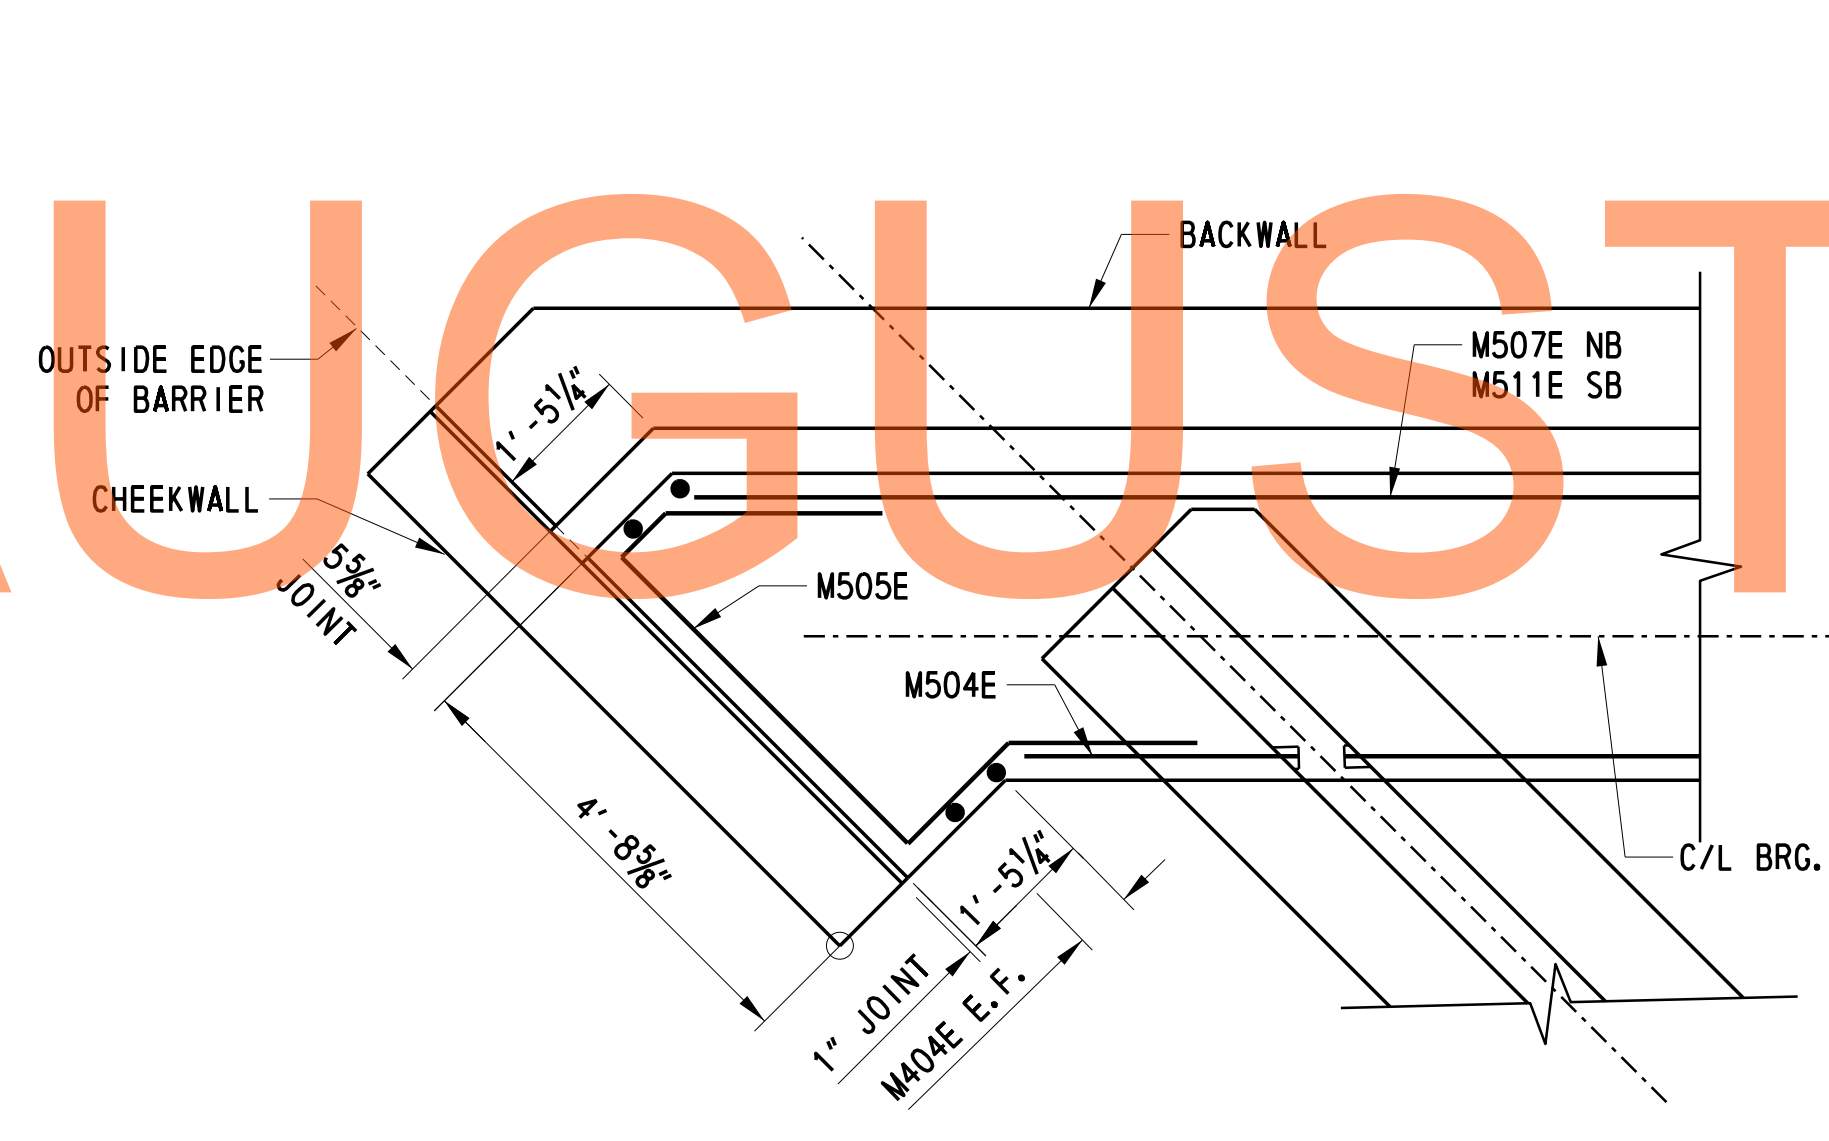 AUGUST
BACKWALL
OUTSIDE EDGE
OF BARRIER
M507E NB
M511E SB
1'-5¼"
CHEEKWALL
5⅝"
JOINT
M505E
M504E
4'-8⅝"
1'-5¼"
C/L BRG.
1" JOINT
M404E E.F.